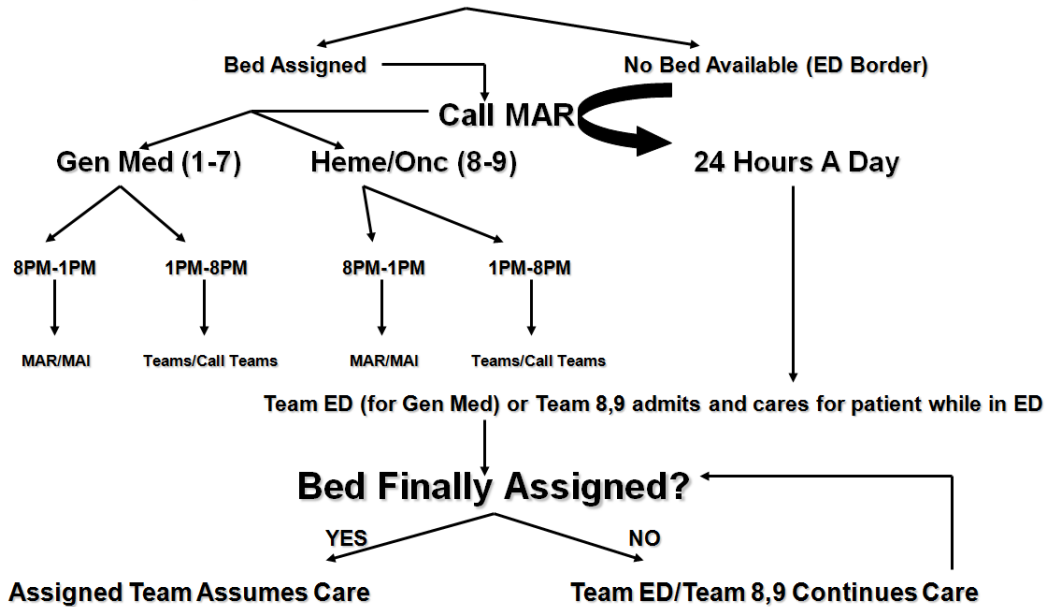 Bed Assigned
No Bed Available (ED Border)
Call MAR
Gen Med (1-7)
Heme/Onc (8-9)
24 Hours A Day
8PM-1PM
1PM-8PM
8PM-1PM
1PM-8PM
MAR/MAI
Teams/Call Teams
MAR/MAI
Teams/Call Teams
Team ED (for Gen Med) or Team 8,9 admits and cares for patient while in ED
Bed Finally Assigned?
YES
NO
Assigned Team Assumes Care
Team ED/Team 8,9 Continues Care